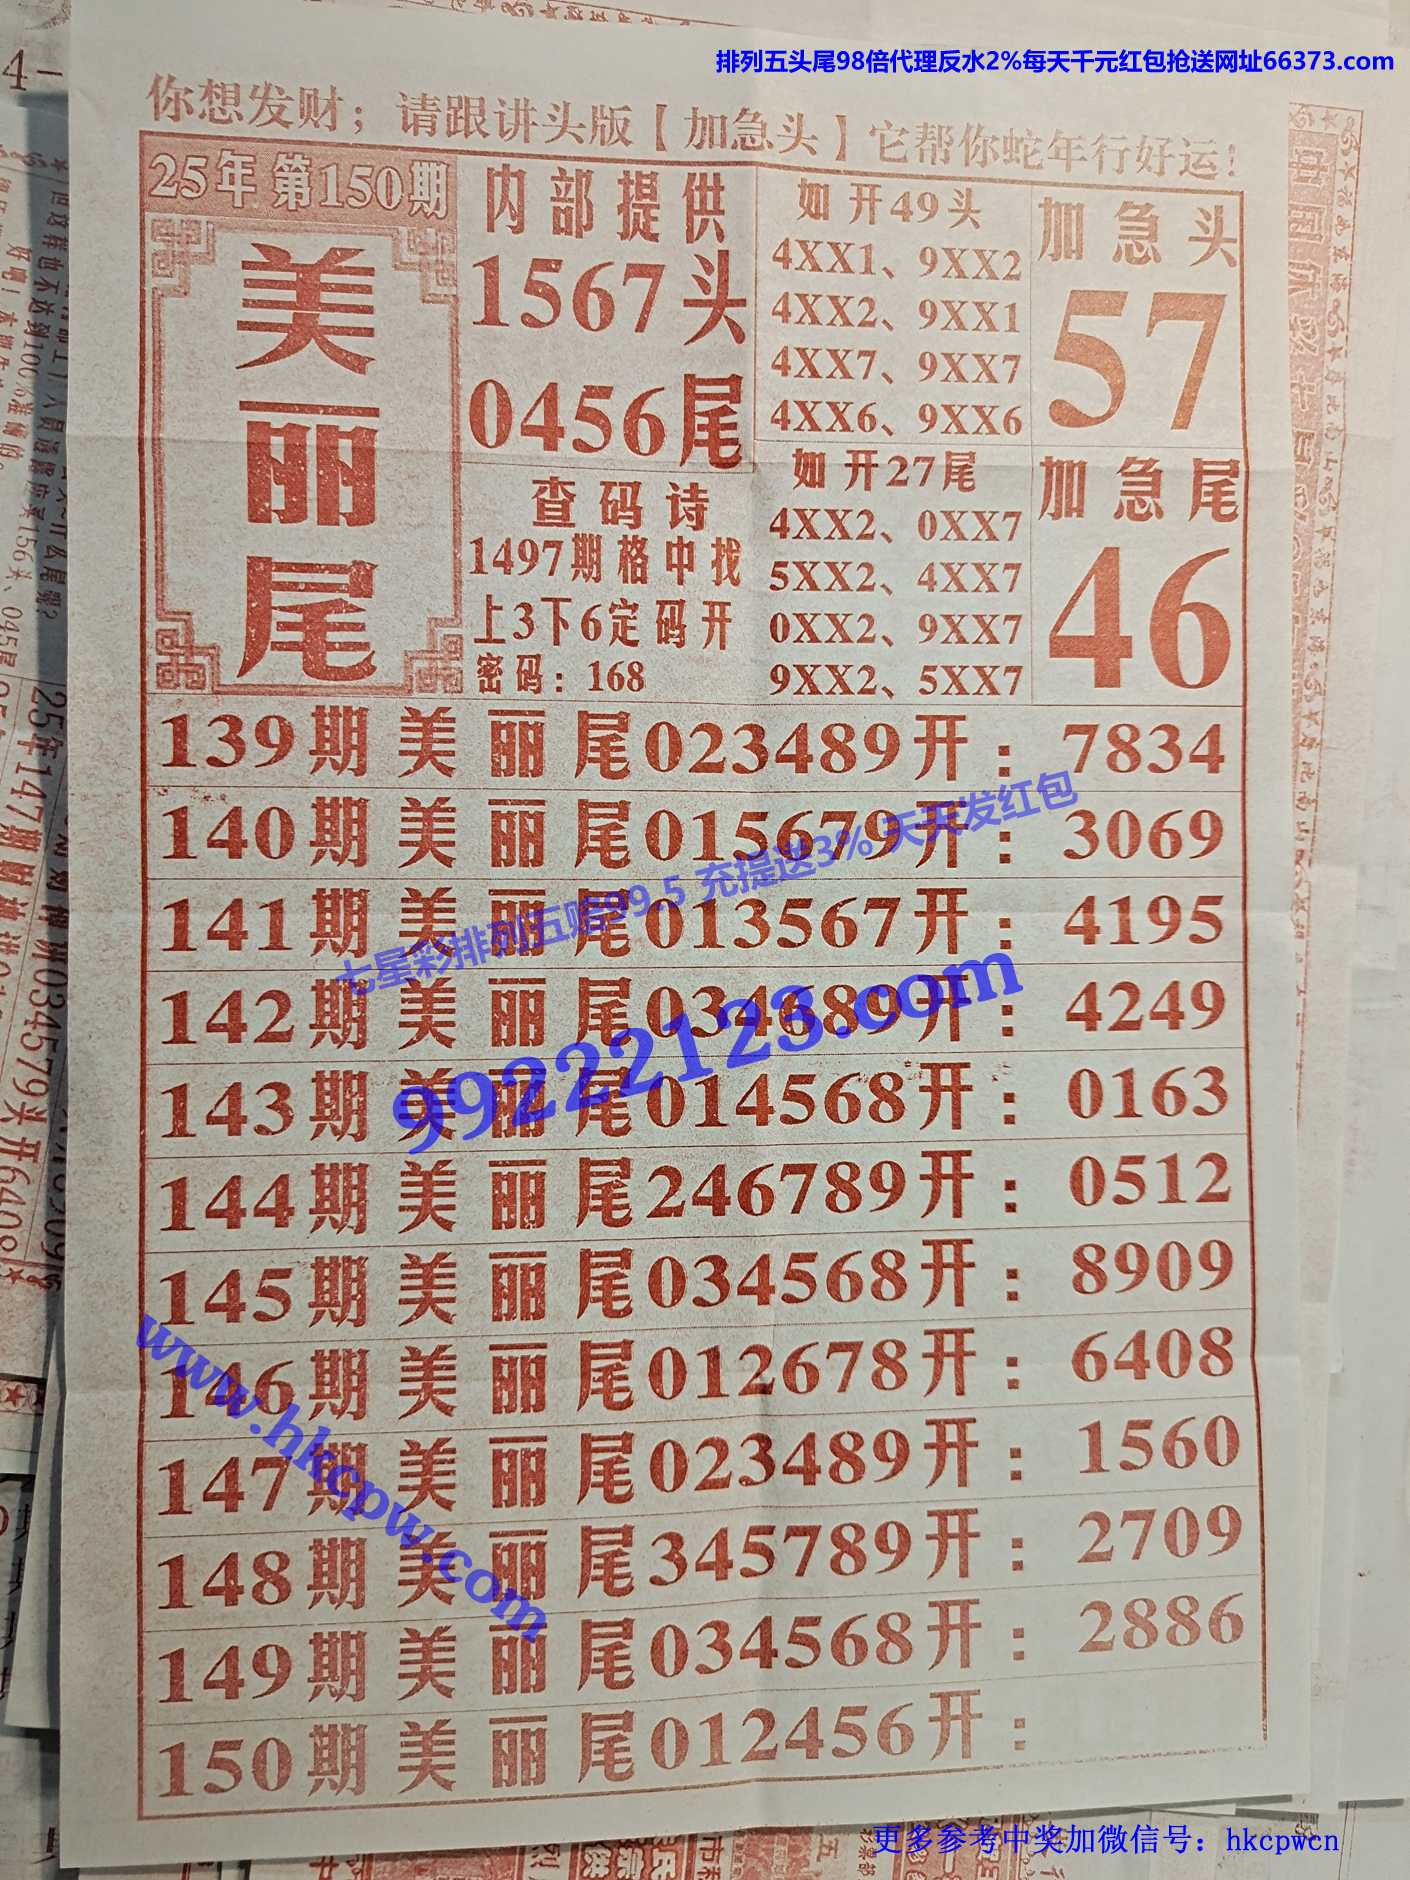 排列五头尾98倍代理反水2%每天千元红包抢送网址66373.com
你想发财；请跟讲头版【加急头】它帮你蛇年行好运！
25年 第150期
美丽尾
内部提供
1567头
0456尾
查码诗
1497期格中找
上3下6定码开
密码：168
如开49头
4XX1、9XX2
4XX2、9XX1
4XX7、9XX7
4XX6、9XX6
如开27尾
4XX2、0XX7
5XX2、4XX7
0XX2、9XX7
9XX2、5XX7
加急头
57
加急尾
46
139期美丽尾023489开：7834
140期美丽尾015679开：3069
141期美丽尾013567开：4195
142期美丽尾034689开：4249
143期美丽尾014568开：0163
144期美丽尾246789开：0512
145期美丽尾034568开：8909
146期美丽尾012678开：6408
147期美丽尾023489开：1560
148期美丽尾345789开：2709
149期美丽尾034568开：2886
150期美丽尾012456开：
七星彩排列五赔99.5 充提送3% 天天发红包
99222123.com
www.hkcpw.com
更多参考中奖加微信号：hkcpwcn